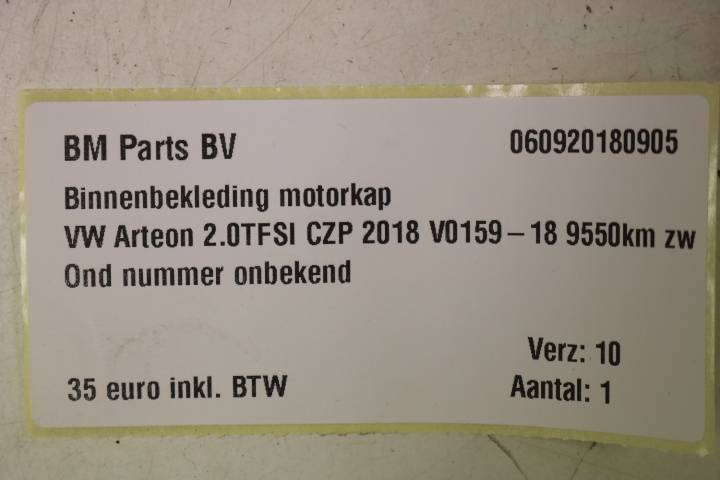 BM Parts BV 060920180905
Binnenbekleding motorkap
VW Arteon 2.0TFSI CZP 2018 V0159-18 9550km zw
Ond nummer onbekend
Verz: 10
35 euro inkl. BTW Aantal: 1